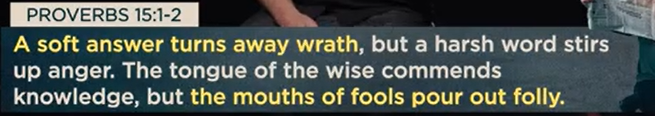 PROVERBS 15:1-2
A soft answer turns away wrath, but a harsh word stirs
up anger. The tongue of the wise commends
knowledge, but the mouths of fools pour out folly.